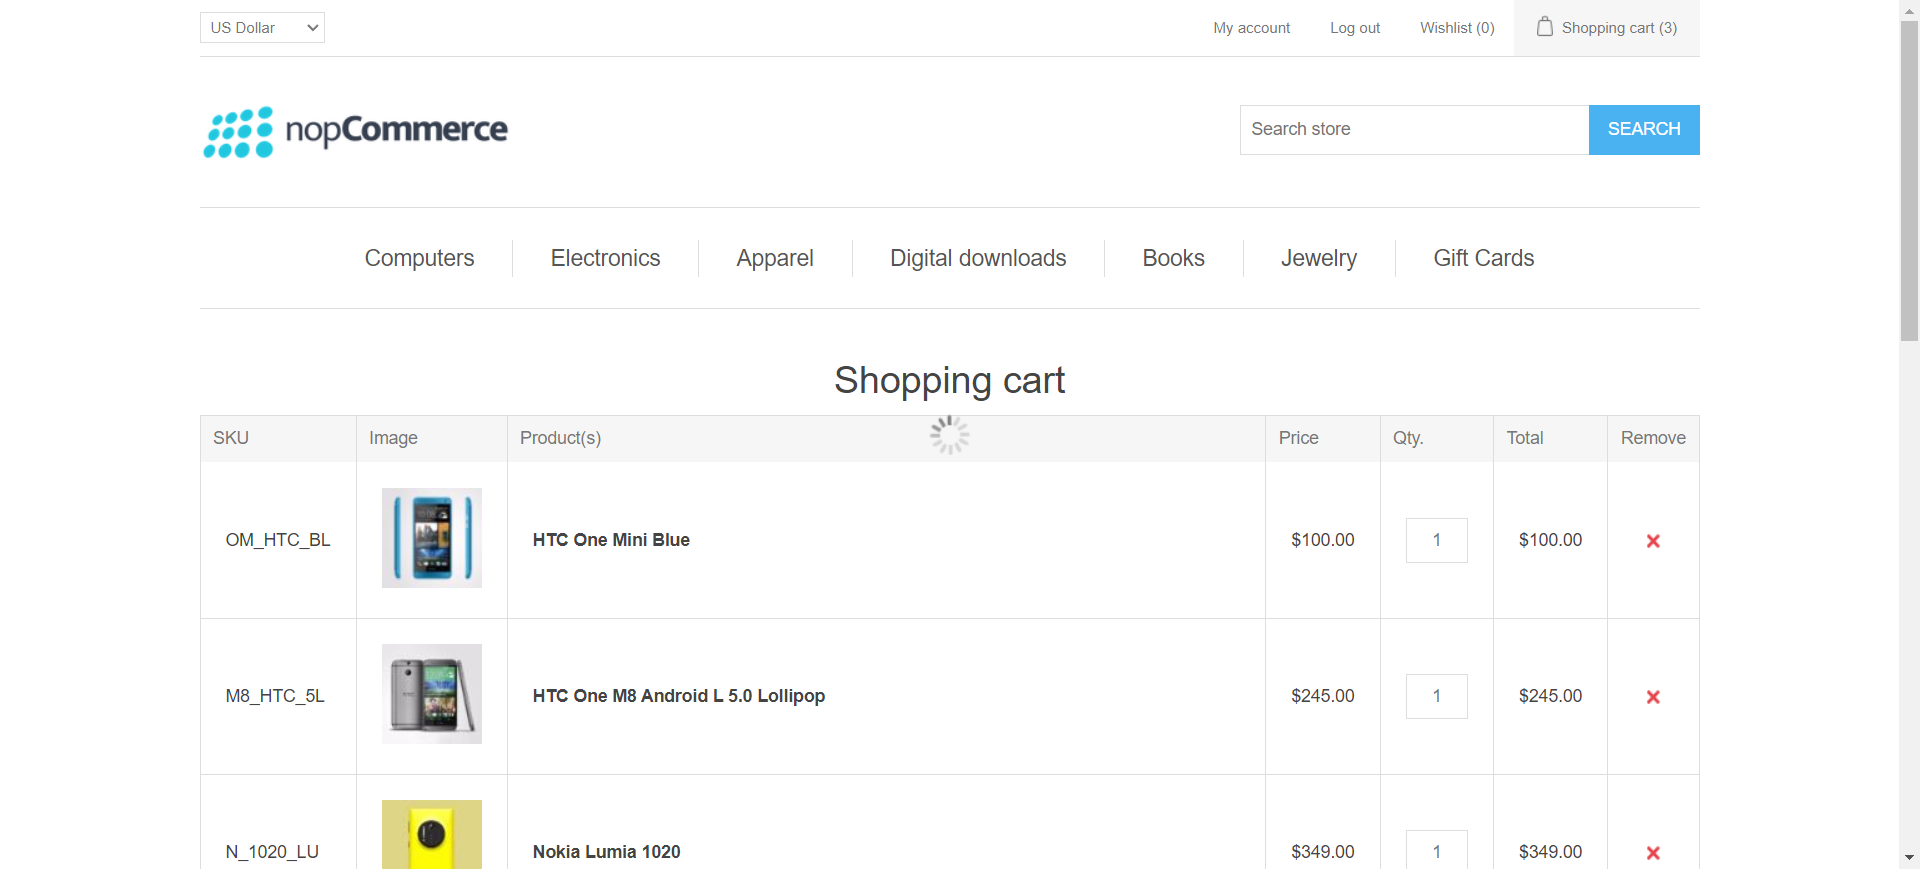 US Dollar
My account
Log out
Wishlist (0)
Shopping cart (3)
nopCommerce
Search store
SEARCH
Computers
Electronics
Apparel
Digital downloads
Books
Jewelry
Gift Cards
Shopping cart
SKU Image Product(s) Price Qty. Total Remove
OM_HTC_BL HTC One Mini Blue $100.00 1 $100.00
M8_HTC_5L HTC One M8 Android L 5.0 Lollipop $245.00 1 $245.00
N_1020_LU Nokia Lumia 1020 $349.00 1 $349.00